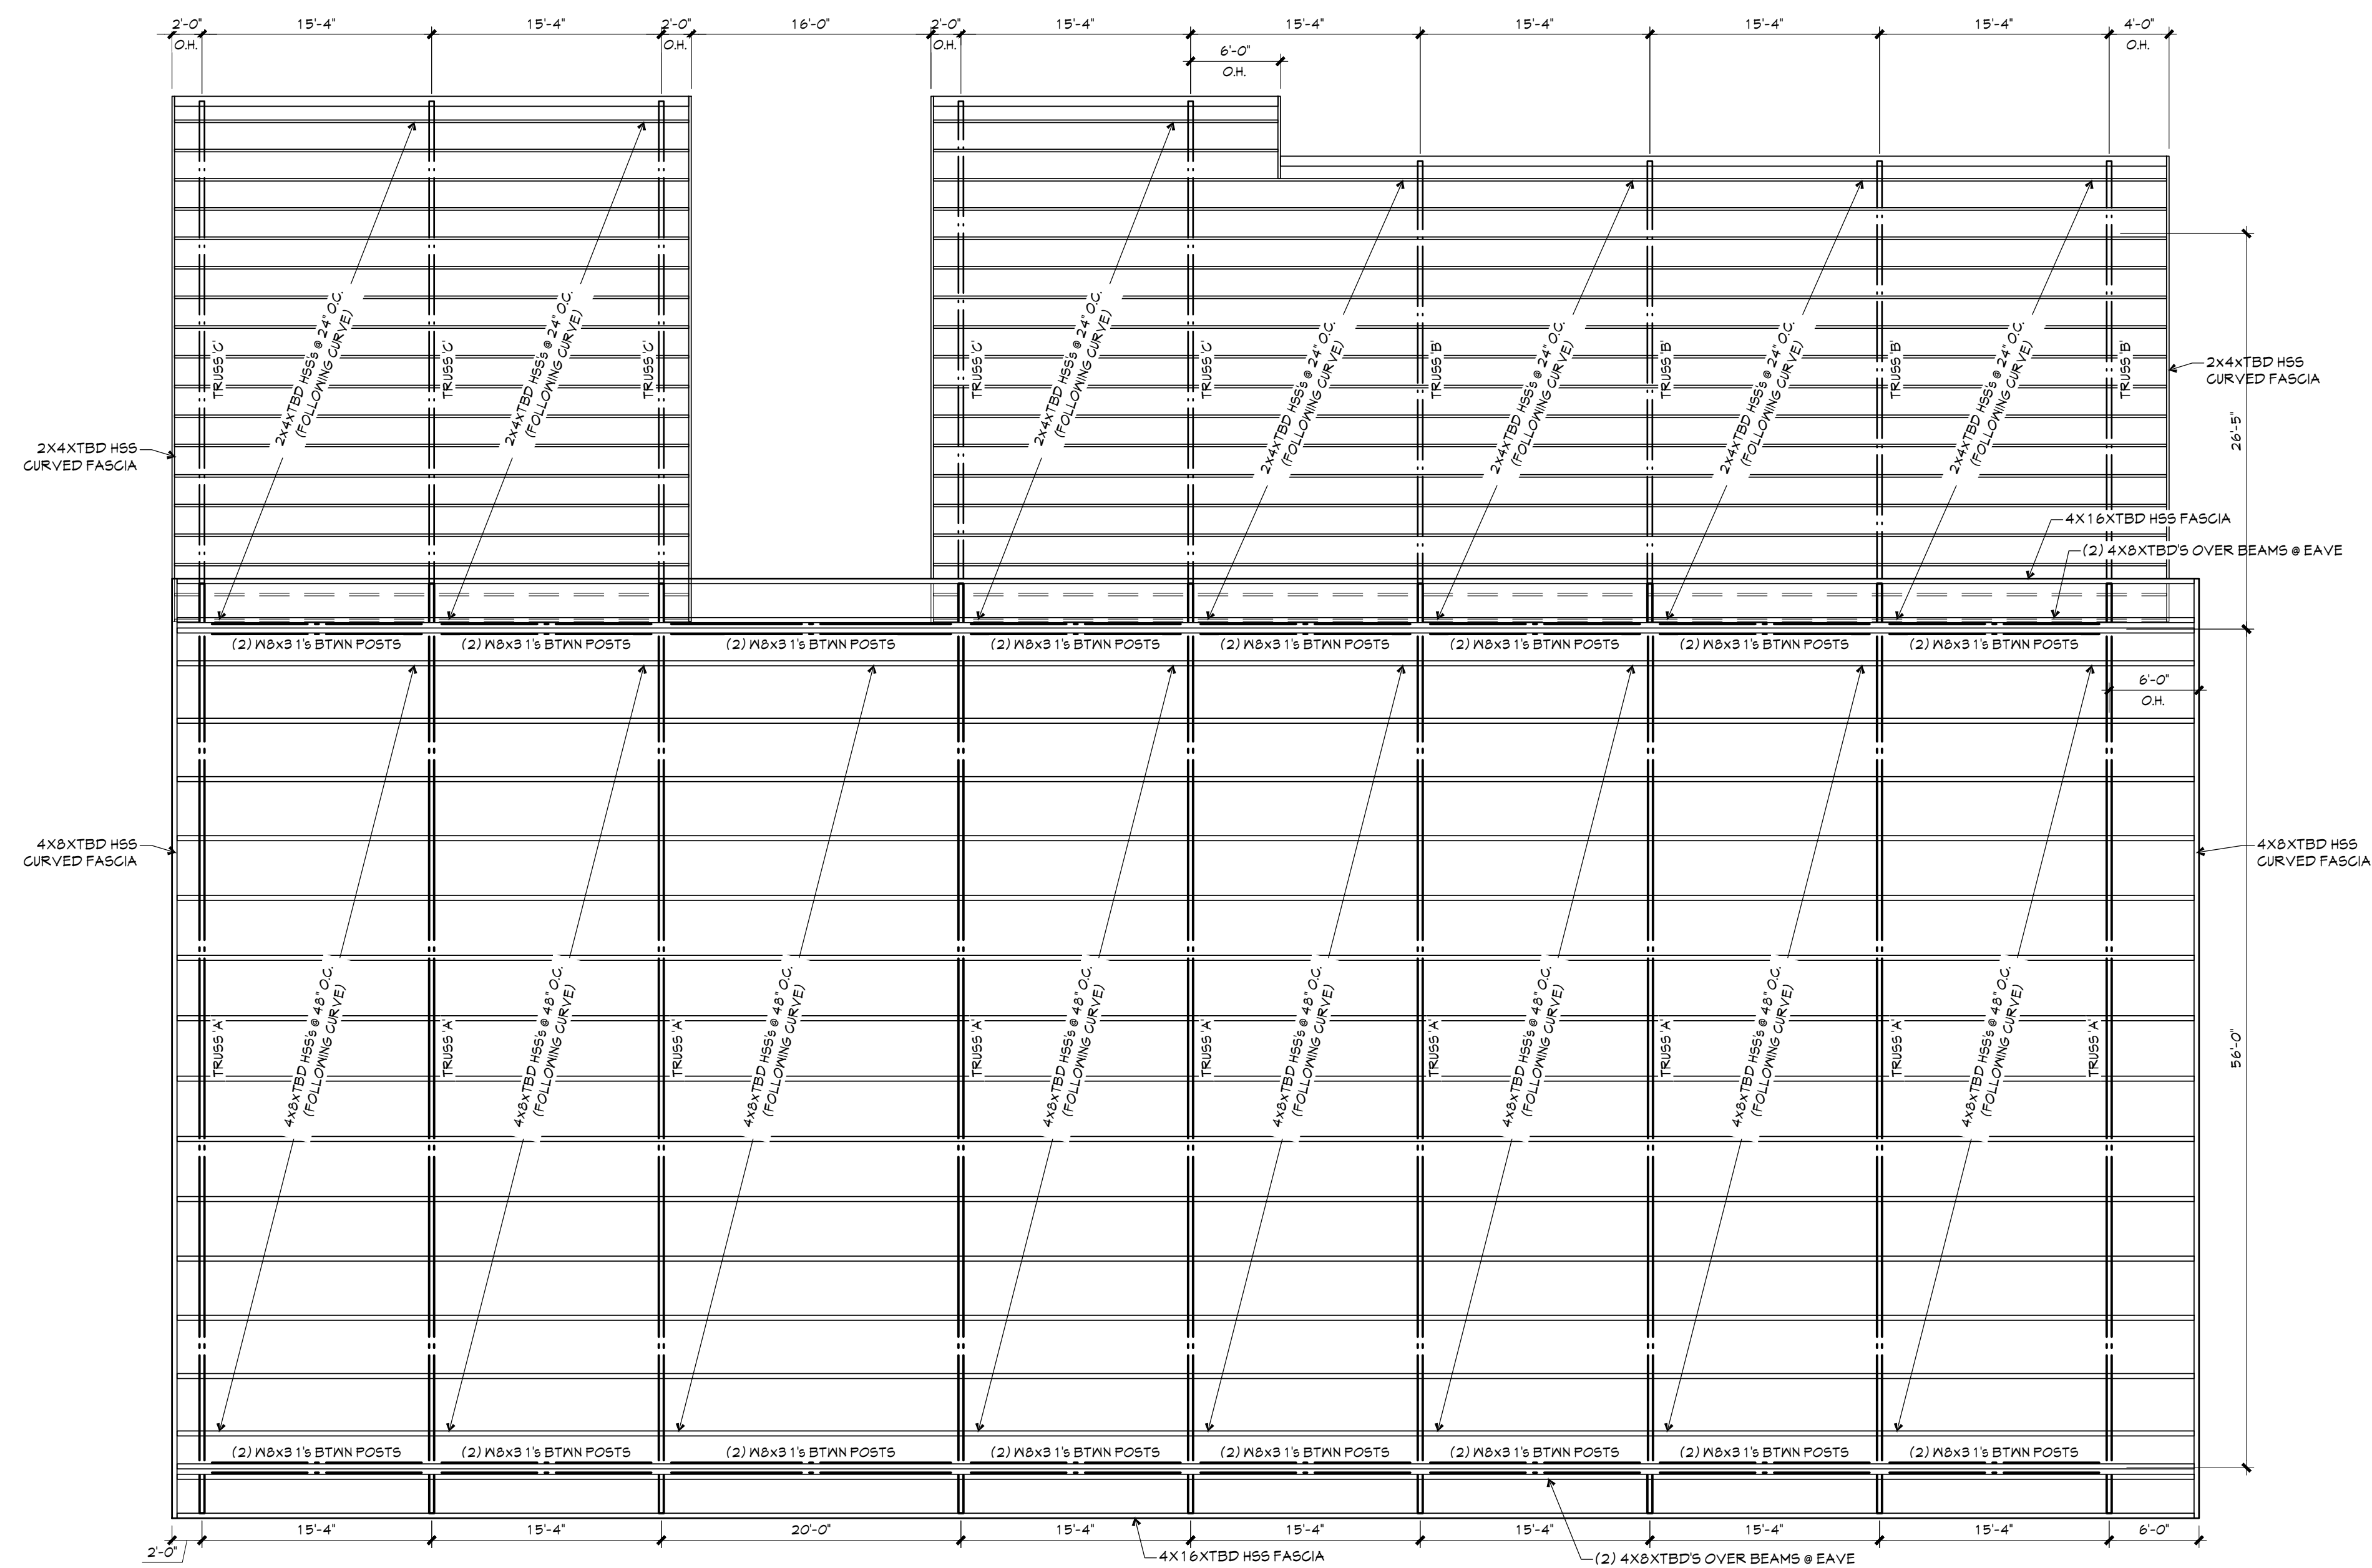 2'-0"
15'-4"
15'-4"
2'-0"
16'-0"
2'-0"
15'-4"
15'-4"
15'-4"
15'-4"
15'-4"
4'-0"
O.H.
O.H.
O.H.
O.H.
6'-0"
O.H.
2X4XTBD HSS
CURVED FASCIA
TRUSS 'C'
2X4XTBD HSS's @ 24" O.C.
(FOLLOWING CURVE)
TRUSS 'C'
2X4XTBD HSS's @ 24" O.C.
(FOLLOWING CURVE)
TRUSS 'C'
TRUSS 'C'
2X4XTBD HSS's @ 24" O.C.
(FOLLOWING CURVE)
TRUSS 'C'
2X4XTBD HSS's @ 24" O.C.
(FOLLOWING CURVE)
TRUSS 'B'
2X4XTBD HSS's @ 24" O.C.
(FOLLOWING CURVE)
TRUSS 'B'
2X4XTBD HSS's @ 24" O.C.
(FOLLOWING CURVE)
TRUSS 'B'
2X4XTBD HSS's @ 24" O.C.
(FOLLOWING CURVE)
TRUSS 'B'
2X4XTBD HSS
CURVED FASCIA
26'-5"
4X16XTBD HSS FASCIA
(2) 4X8XTBD'S OVER BEAMS @ EAVE
(2) W8x31's BTWN POSTS
(2) W8x31's BTWN POSTS
(2) W8x31's BTWN POSTS
(2) W8x31's BTWN POSTS
(2) W8x31's BTWN POSTS
(2) W8x31's BTWN POSTS
(2) W8x31's BTWN POSTS
(2) W8x31's BTWN POSTS
6'-0"
O.H.
4X8XTBD HSS
CURVED FASCIA
4X8XTBD HSS
CURVED FASCIA
TRUSS 'A'
4X8XTBD HSS's @ 48" O.C.
(FOLLOWING CURVE)
TRUSS 'A'
4X8XTBD HSS's @ 48" O.C.
(FOLLOWING CURVE)
TRUSS 'A'
4X8XTBD HSS's @ 48" O.C.
(FOLLOWING CURVE)
TRUSS 'A'
4X8XTBD HSS's @ 48" O.C.
(FOLLOWING CURVE)
TRUSS 'A'
4X8XTBD HSS's @ 48" O.C.
(FOLLOWING CURVE)
TRUSS 'A'
4X8XTBD HSS's @ 48" O.C.
(FOLLOWING CURVE)
TRUSS 'A'
4X8XTBD HSS's @ 48" O.C.
(FOLLOWING CURVE)
TRUSS 'A'
4X8XTBD HSS's @ 48" O.C.
(FOLLOWING CURVE)
TRUSS 'A'
56'-0"
(2) W8x31's BTWN POSTS
(2) W8x31's BTWN POSTS
(2) W8x31's BTWN POSTS
(2) W8x31's BTWN POSTS
(2) W8x31's BTWN POSTS
(2) W8x31's BTWN POSTS
(2) W8x31's BTWN POSTS
(2) W8x31's BTWN POSTS
2'-0"
15'-4"
15'-4"
20'-0"
15'-4"
15'-4"
15'-4"
15'-4"
15'-4"
6'-0"
4X16XTBD HSS FASCIA
(2) 4X8XTBD'S OVER BEAMS @ EAVE